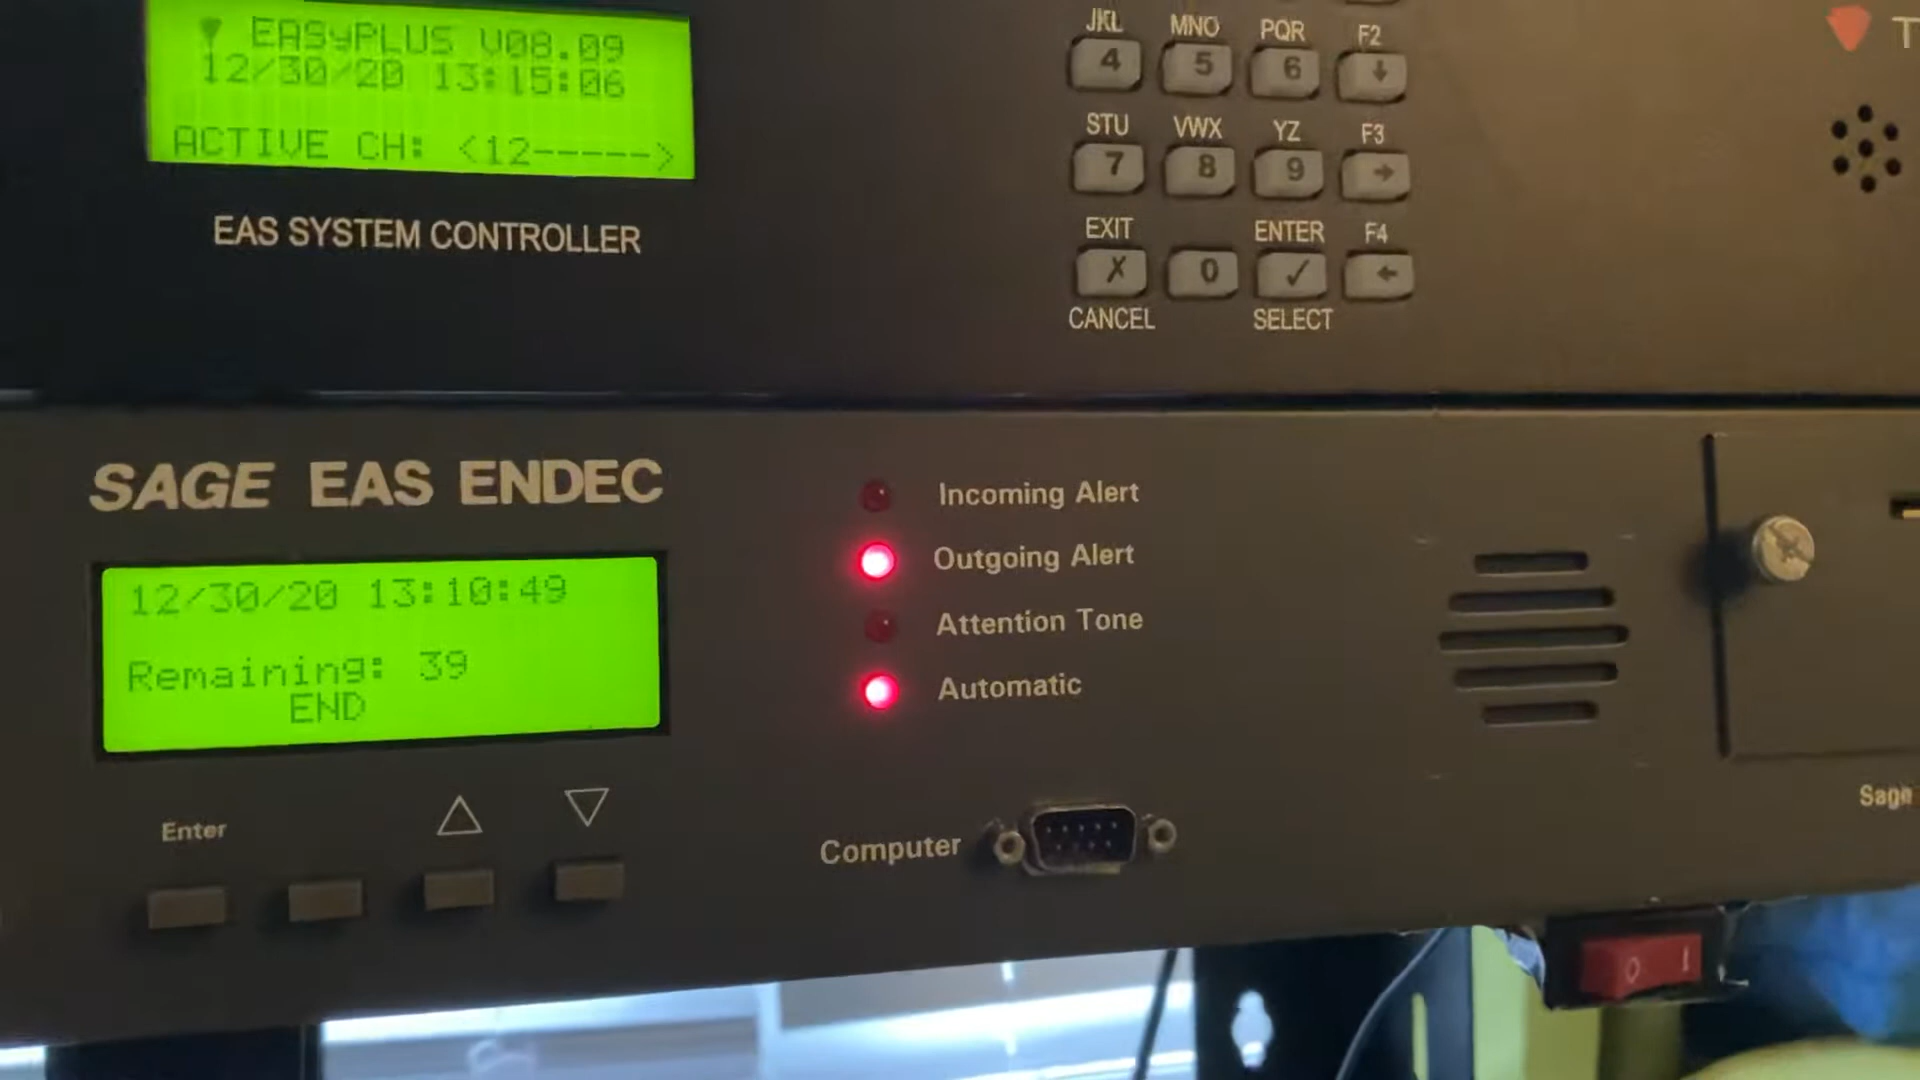 EASyPLUS V08.09
12/30/20 13:15:06
ACTIVE CH: <12----->
EAS SYSTEM CONTROLLER
JKL MNO PQR F2
4 5 6 ↓
STU VWX YZ F3
7 8 9 →
EXIT ENTER F4
X 0 ✓ ←
CANCEL SELECT
T
SAGE EAS ENDEC
12/30/20 13:10:49
Remaining: 39
END
Enter △ ▽
Incoming Alert
Outgoing Alert
Attention Tone
Automatic
Computer
Sage
O I